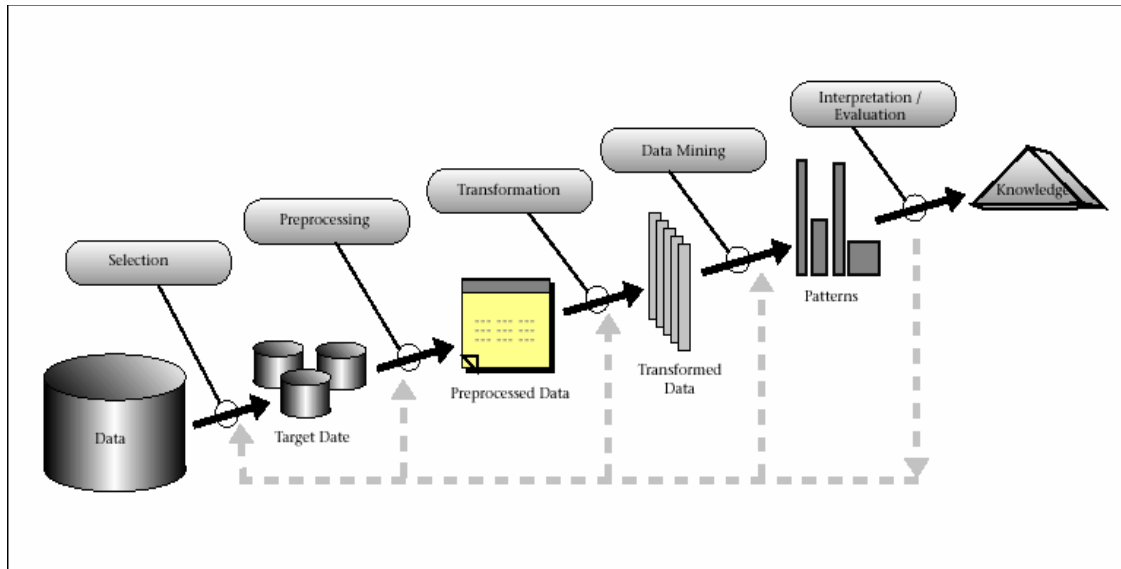 Interpretation /
Evaluation
Data Mining
Knowledge
Transformation
Preprocessing
Selection
Patterns
Transformed
Data
Preprocessed Data
Target Date
Data